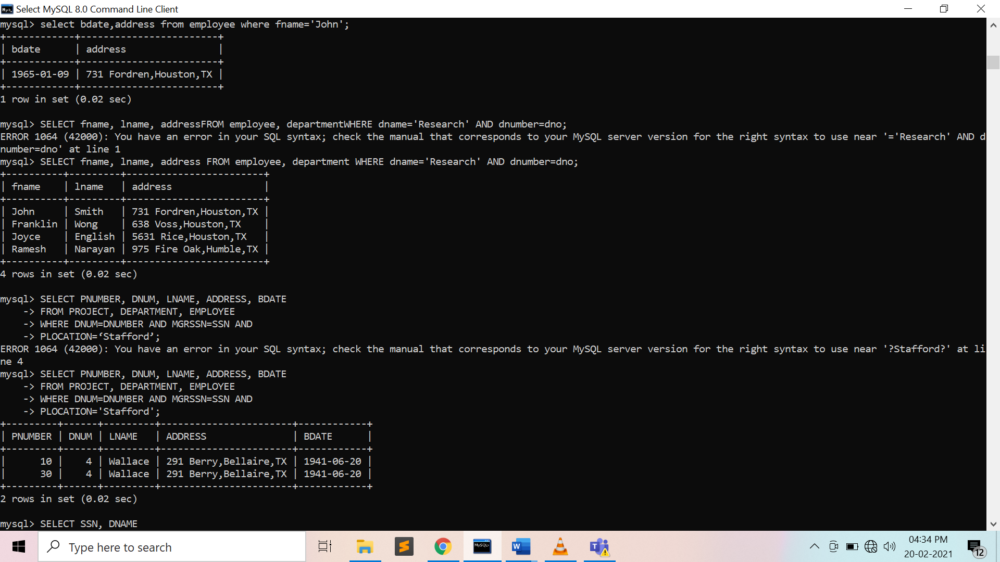 Select MySQL 8.0 Command Line Client
mysql> select bdate,address from employee where fname='John';
+------------+------------------------+
| bdate      | address                |
+------------+------------------------+
| 1965-01-09 | 731 Fordren,Houston,TX |
+------------+------------------------+
1 row in set (0.02 sec)
mysql> SELECT fname, lname, addressFROM employee, departmentWHERE dname='Research' AND dnumber=dno;
ERROR 1064 (42000): You have an error in your SQL syntax; check the manual that corresponds to your MySQL server version for the right syntax to use near '='Research' AND d
number=dno' at line 1
mysql> SELECT fname, lname, address FROM employee, department WHERE dname='Research' AND dnumber=dno;
+----------+---------+------------------------+
| fname    | lname   | address                |
+----------+---------+------------------------+
| John     | Smith   | 731 Fordren,Houston,TX |
| Franklin | Wong    | 638 Voss,Houston,TX    |
| Joyce    | English | 5631 Rice,Houston,TX   |
| Ramesh   | Narayan | 975 Fire Oak,Humble,TX |
+----------+---------+------------------------+
4 rows in set (0.02 sec)
mysql> SELECT PNUMBER, DNUM, LNAME, ADDRESS, BDATE
    -> FROM PROJECT, DEPARTMENT, EMPLOYEE
    -> WHERE DNUM=DNUMBER AND MGRSSN=SSN AND
    -> PLOCATION=‘Stafford’;
ERROR 1064 (42000): You have an error in your SQL syntax; check the manual that corresponds to your MySQL server version for the right syntax to use near '?Stafford?' at li
ne 4
mysql> SELECT PNUMBER, DNUM, LNAME, ADDRESS, BDATE
    -> FROM PROJECT, DEPARTMENT, EMPLOYEE
    -> WHERE DNUM=DNUMBER AND MGRSSN=SSN AND
    -> PLOCATION='Stafford';
+---------+------+---------+-----------------------+------------+
| PNUMBER | DNUM | LNAME   | ADDRESS               | BDATE      |
+---------+------+---------+-----------------------+------------+
|      10 |    4 | Wallace | 291 Berry,Bellaire,TX | 1941-06-20 |
|      30 |    4 | Wallace | 291 Berry,Bellaire,TX | 1941-06-20 |
+---------+------+---------+-----------------------+------------+
2 rows in set (0.02 sec)
mysql> SELECT SSN, DNAME
Type here to search
MySQL>
W
T
04:34 PM
20-02-2021
12